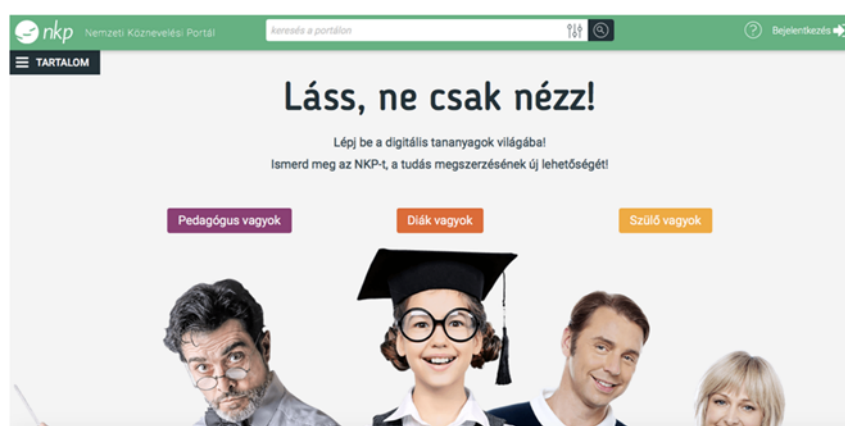 nkp Nemzeti Köznevelési Portál
keresés a portálon
Bejelentkezés
TARTALOM
Láss, ne csak nézz!
Lépj be a digitális tananyagok világába!
Ismerd meg az NKP-t, a tudás megszerzésének új lehetőségét!
Pedagógus vagyok
Diák vagyok
Szülő vagyok